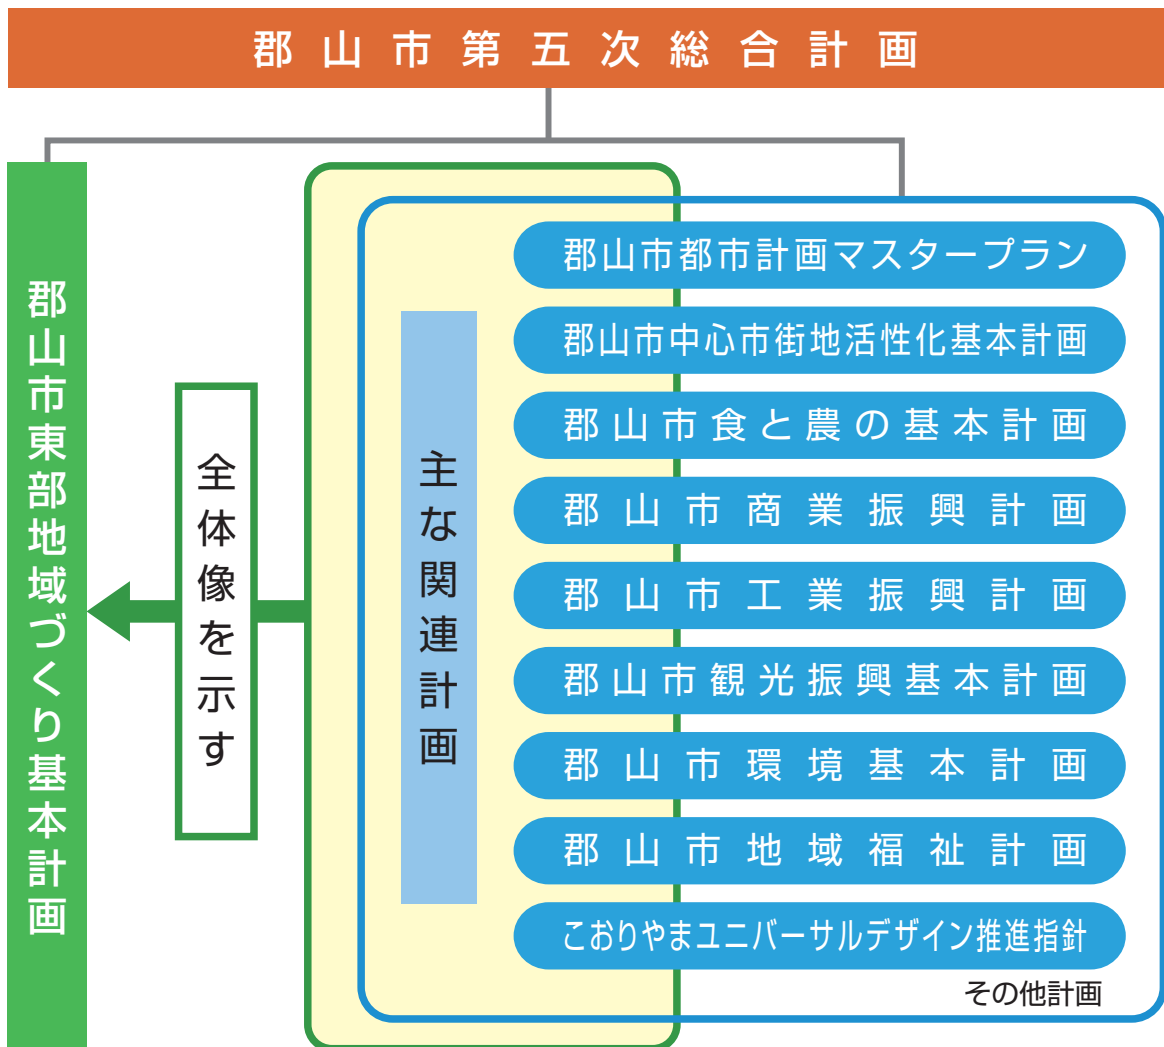 郡山市第五次総合計画
郡山市東部地域づくり基本計画
全体像を示す
主な関連計画
郡山市都市計画マスタープラン
郡山市中心市街地活性化基本計画
郡山市食と農の基本計画
郡山市商業振興計画
郡山市工業振興計画
郡山市観光振興基本計画
郡山市環境基本計画
郡山市地域福祉計画
こおりやまユニバーサルデザイン推進指針
その他計画